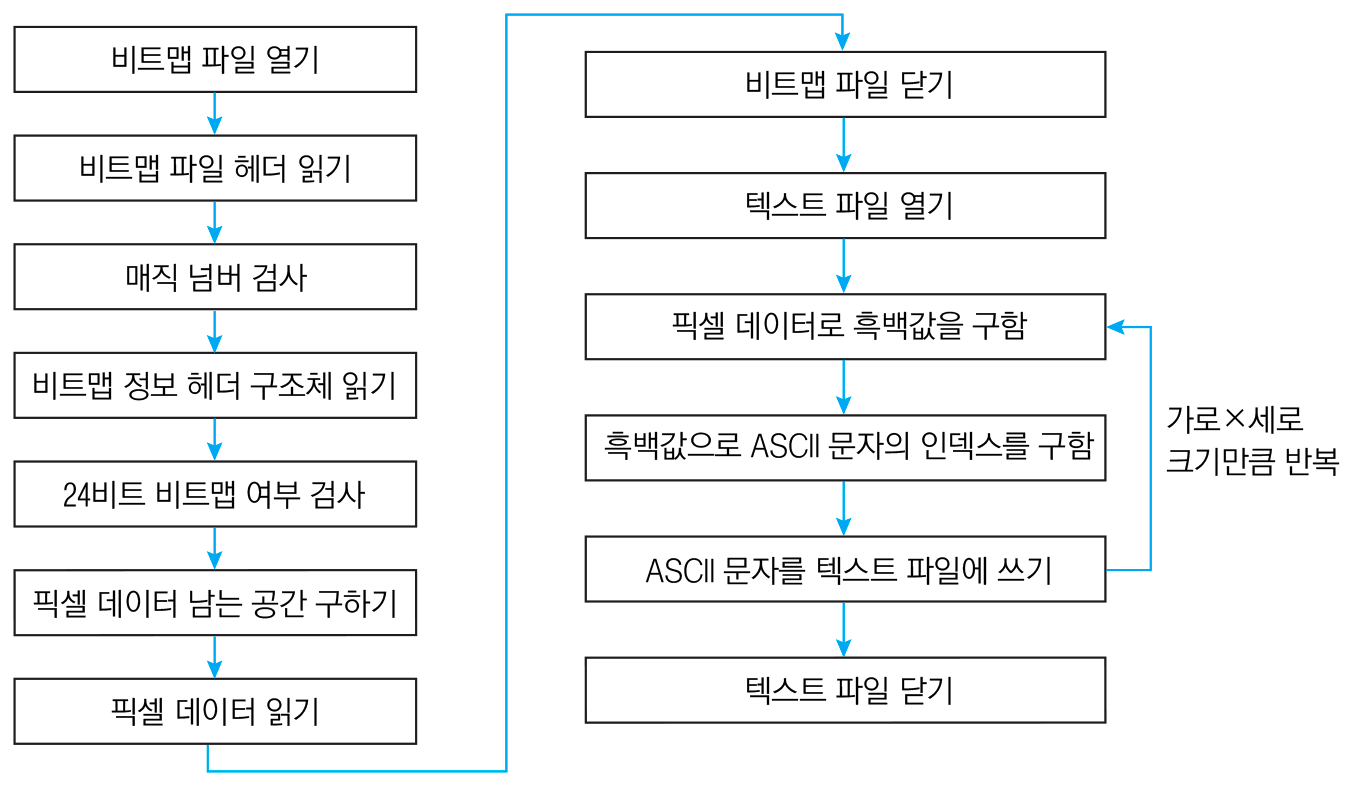 비트맵 파일 열기
비트맵 파일 헤더 읽기
매직 넘버 검사
비트맵 정보 헤더 구조체 읽기
24비트 비트맵 여부 검사
픽셀 데이터 남는 공간 구하기
픽셀 데이터 읽기
비트맵 파일 닫기
텍스트 파일 열기
픽셀 데이터로 흑백값을 구함
흑백값으로 ASCII 문자의 인덱스를 구함
ASCII 문자를 텍스트 파일에 쓰기
가로×세로
크기만큼 반복
텍스트 파일 닫기